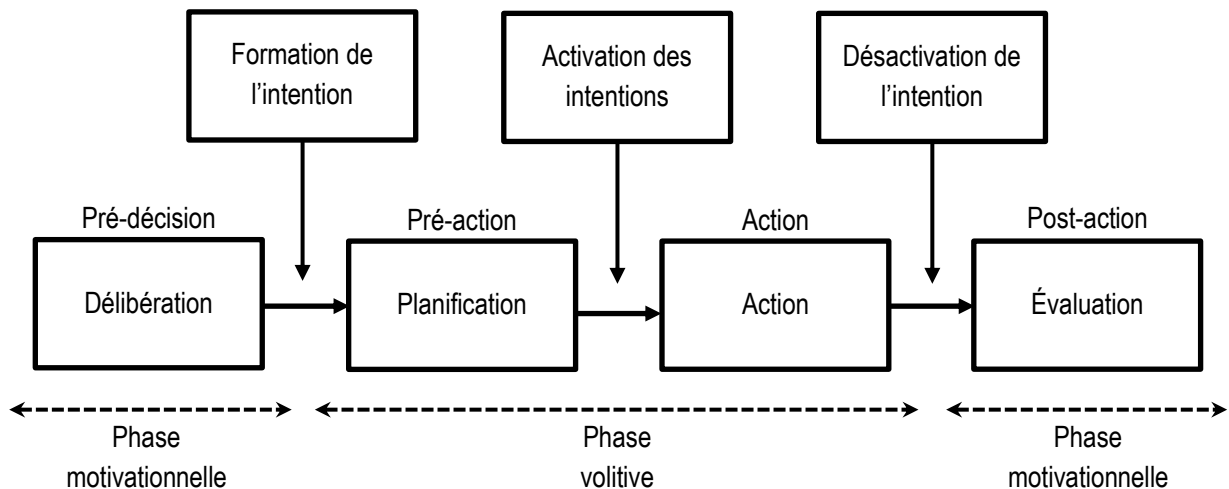 Formation de
l’intention
Activation des
intentions
Désactivation de
l’intention
Pré-décision
Pré-action
Action
Post-action
Délibération
Planification
Action
Évaluation
Phase
motivationnelle
Phase
volitive
Phase
motivationnelle